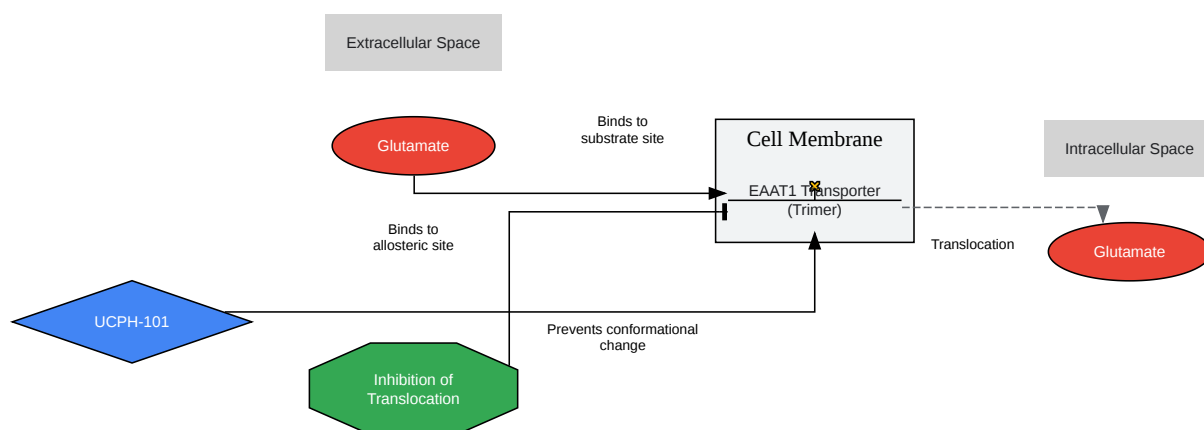 Extracellular Space
Glutamate
Binds to
substrate site
Cell Membrane
EAAT1 Transporter
(Trimer)
Intracellular Space
Binds to
allosteric site
Translocation
Glutamate
UCPH-101
Prevents conformational
change
Inhibition of
Translocation